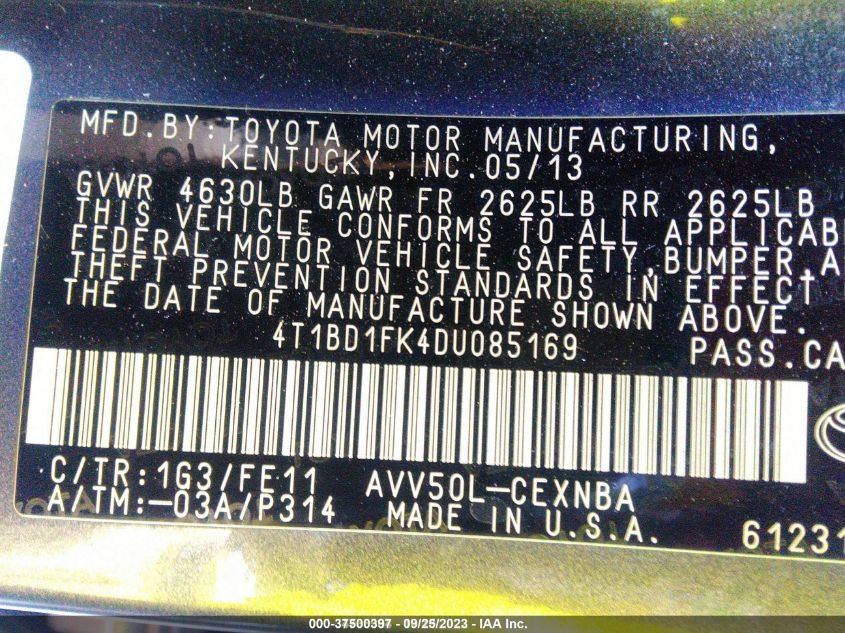 MFD.BY:TOYOTA MOTOR MANUFACTURING,
KENTUCKY,INC.05/13
GVWR 4630LB GAWR FR 2625LB RR 2625LB
THIS VEHICLE CONFORMS TO ALL APPLICAB
FEDERAL MOTOR VEHICLE SAFETY,BUMPER,A
THEFT PREVENTION STANDARDS IN EFFECT
THE DATE OF MANUFACTURE SHOWN ABOVE.
4T1BD1FK4DU085169 PASS.CA
C/TR:1G3/FE11 AVV50L-CEXNBA
A/TM:-03A/P314 MADE IN U.S.A. 61231
000-37500397 - 09/25/2023 - IAA Inc.